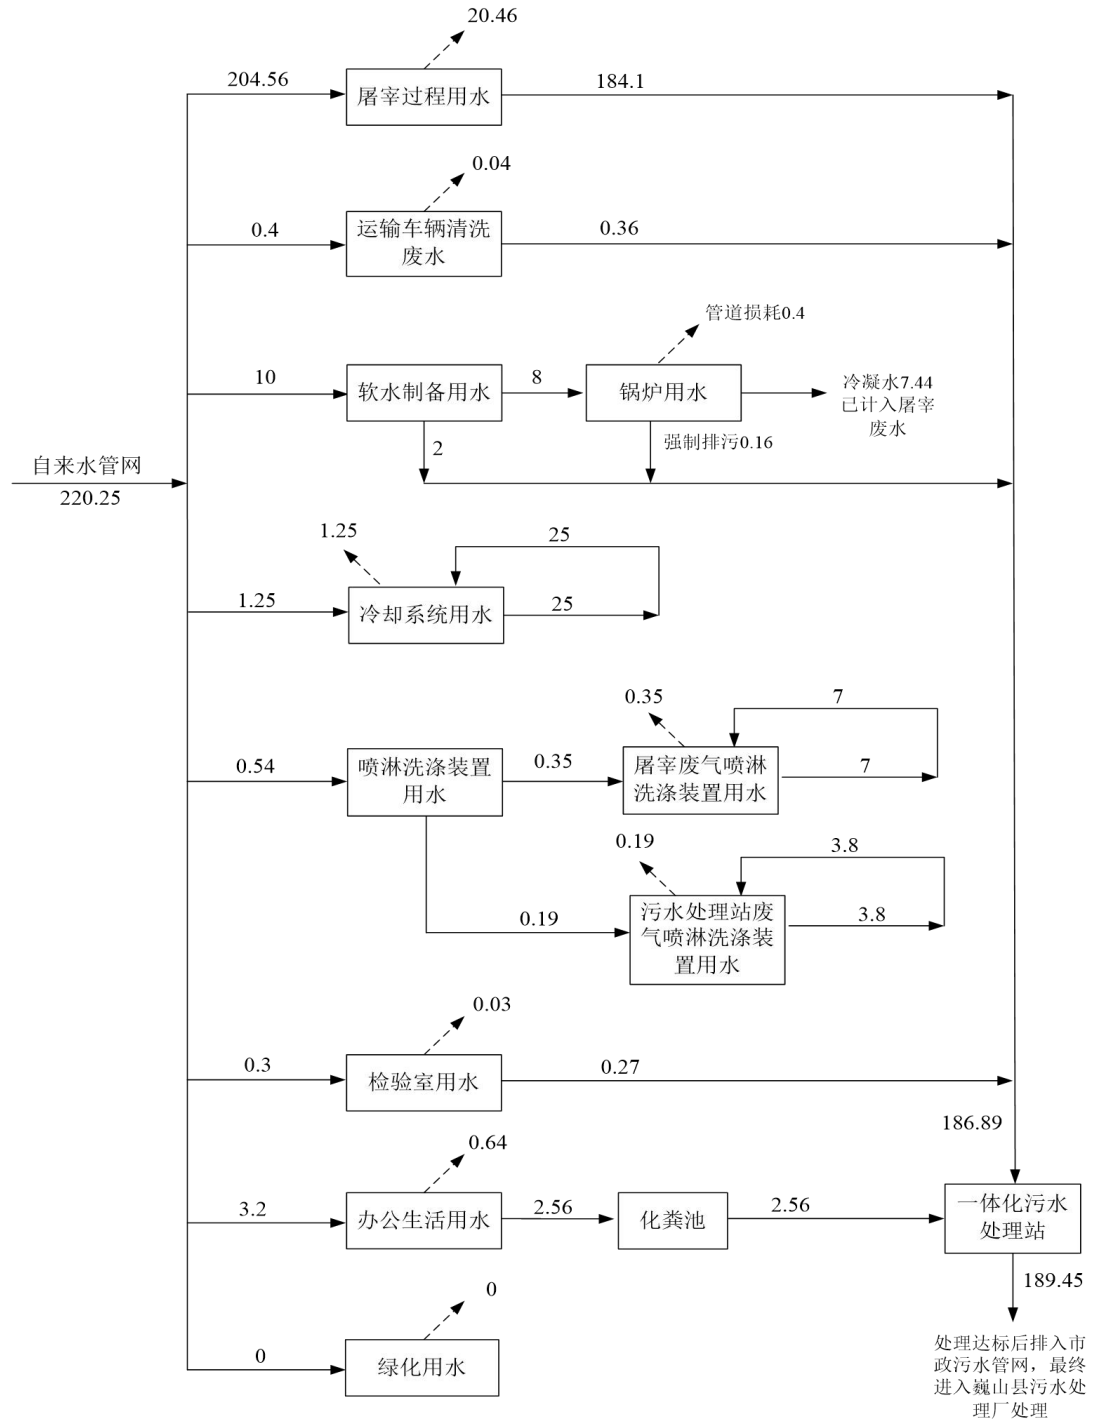 20.46
204.56
屠宰过程用水
184.1
0.04
0.4
运输车辆清洗
废水
0.36
管道损耗0.4
10
软水制备用水
8
锅炉用水
冷凝水7.44
已计入屠宰
废水
2
强制排污0.16
自来水管网
220.25
1.25
25
1.25
冷却系统用水
25
0.35
7
0.54
喷淋洗涤装置
用水
0.35
屠宰废气喷淋
洗涤装置用水
7
0.19
3.8
0.19
污水处理站废
气喷淋洗涤装
置用水
3.8
0.03
0.3
检验室用水
0.27
186.89
0.64
3.2
办公生活用水
2.56
化粪池
2.56
一体化污水
处理站
189.45
0
0
绿化用水
处理达标后排入市
政污水管网，最终
进入巍山县污水处
理厂处理